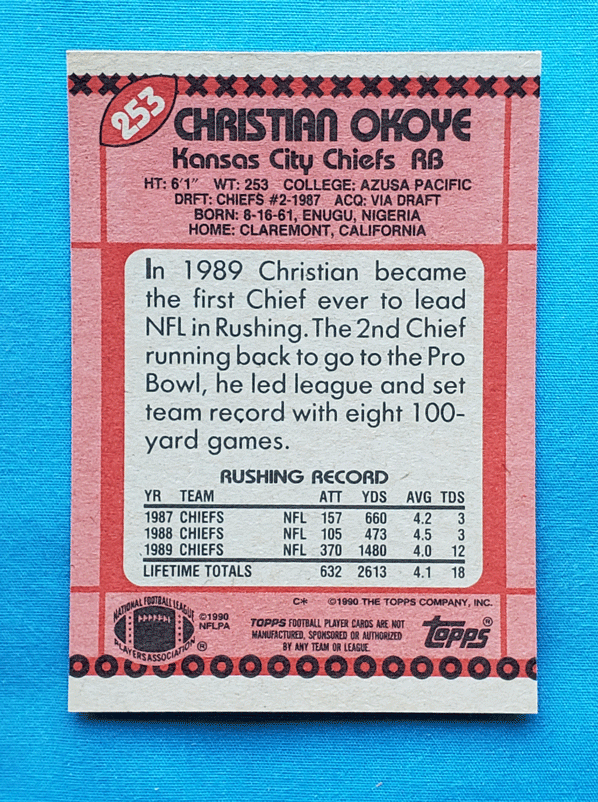 253
CHRISTIAN OKOYE
Kansas City Chiefs RB
HT: 6'1" WT: 253 COLLEGE: AZUSA PACIFIC
DRFT: CHIEFS #2-1987 ACQ: VIA DRAFT
BORN: 8-16-61, ENUGU, NIGERIA
HOME: CLAREMONT, CALIFORNIA
In 1989 Christian became
the first Chief ever to lead
NFL in Rushing. The 2nd Chief
running back to go to the Pro
Bowl, he led league and set
team record with eight 100-
yard games.
RUSHING RECORD
YR TEAM ATT YDS AVG TDS
1987 CHIEFS NFL 157 660 4.2 3
1988 CHIEFS NFL 105 473 4.5 3
1989 CHIEFS NFL 370 1480 4.0 12
LIFETIME TOTALS 632 2613 4.1 18
NATIONAL FOOTBALL LEAGUE
PLAYERS ASSOCIATION ®
©1990
NFLPA
C* ©1990 THE TOPPS COMPANY, INC.
TOPPS FOOTBALL PLAYER CARDS ARE NOT
MANUFACTURED, SPONSORED OR AUTHORIZED
BY ANY TEAM OR LEAGUE.
topps®